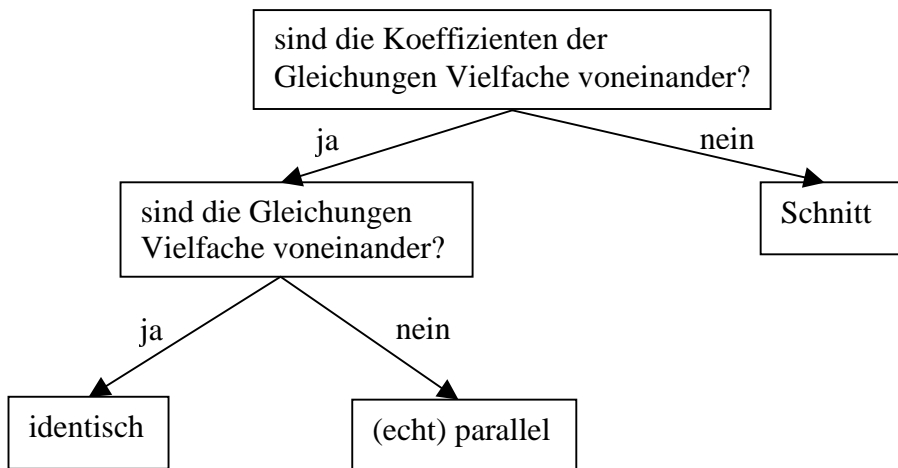 sind die Koeffizienten der
Gleichungen Vielfache voneinander?
ja
nein
sind die Gleichungen
Vielfache voneinander?
Schnitt
ja
nein
identisch
(echt) parallel